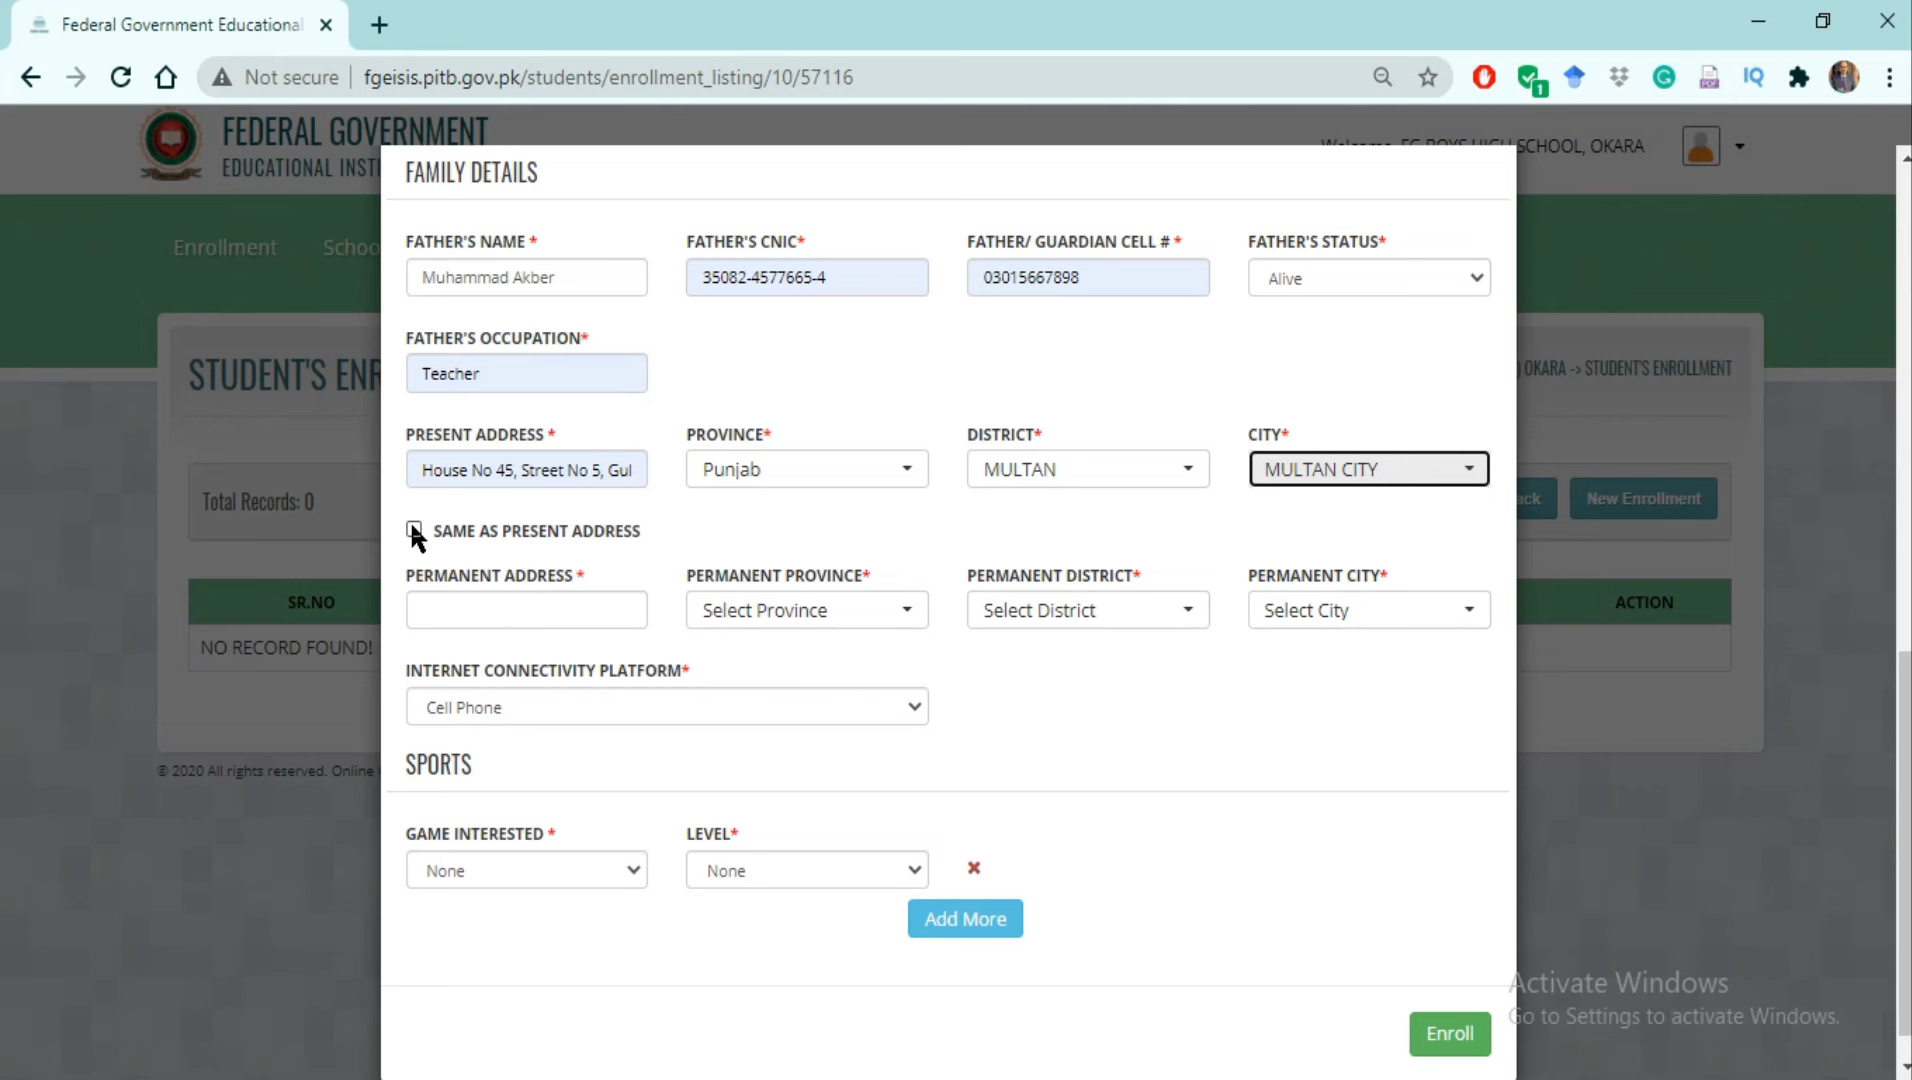 Federal Government Educational
Not secure
fgeisis.pitb.gov.pk/students/enrollment_listing/10/57116
1
IQ
FEDERAL GOVERNMENT
EDUCATIONAL INSTI
SCHOOL, OKARA
Enrollment
Schoo
STUDENT'S ENR
OKARA -> STUDENT'S ENROLLMENT
Total Records: 0
ack
New Enrollment
SR.NO
ACTION
NO RECORD FOUND!
© 2020 All rights reserved. Online
FAMILY DETAILS
FATHER'S NAME *
FATHER'S CNIC*
FATHER/ GUARDIAN CELL # *
FATHER'S STATUS*
Muhammad Akber
35082-4577665-4
03015667898
Alive
FATHER'S OCCUPATION*
Teacher
PRESENT ADDRESS *
PROVINCE*
DISTRICT*
CITY*
House No 45, Street No 5, Gul
Punjab
MULTAN
MULTAN CITY
SAME AS PRESENT ADDRESS
PERMANENT ADDRESS *
PERMANENT PROVINCE*
PERMANENT DISTRICT*
PERMANENT CITY*
Select Province
Select District
Select City
INTERNET CONNECTIVITY PLATFORM*
Cell Phone
SPORTS
GAME INTERESTED *
LEVEL*
None
None
Add More
Enroll
Activate Windows
Go to Settings to activate Windows.